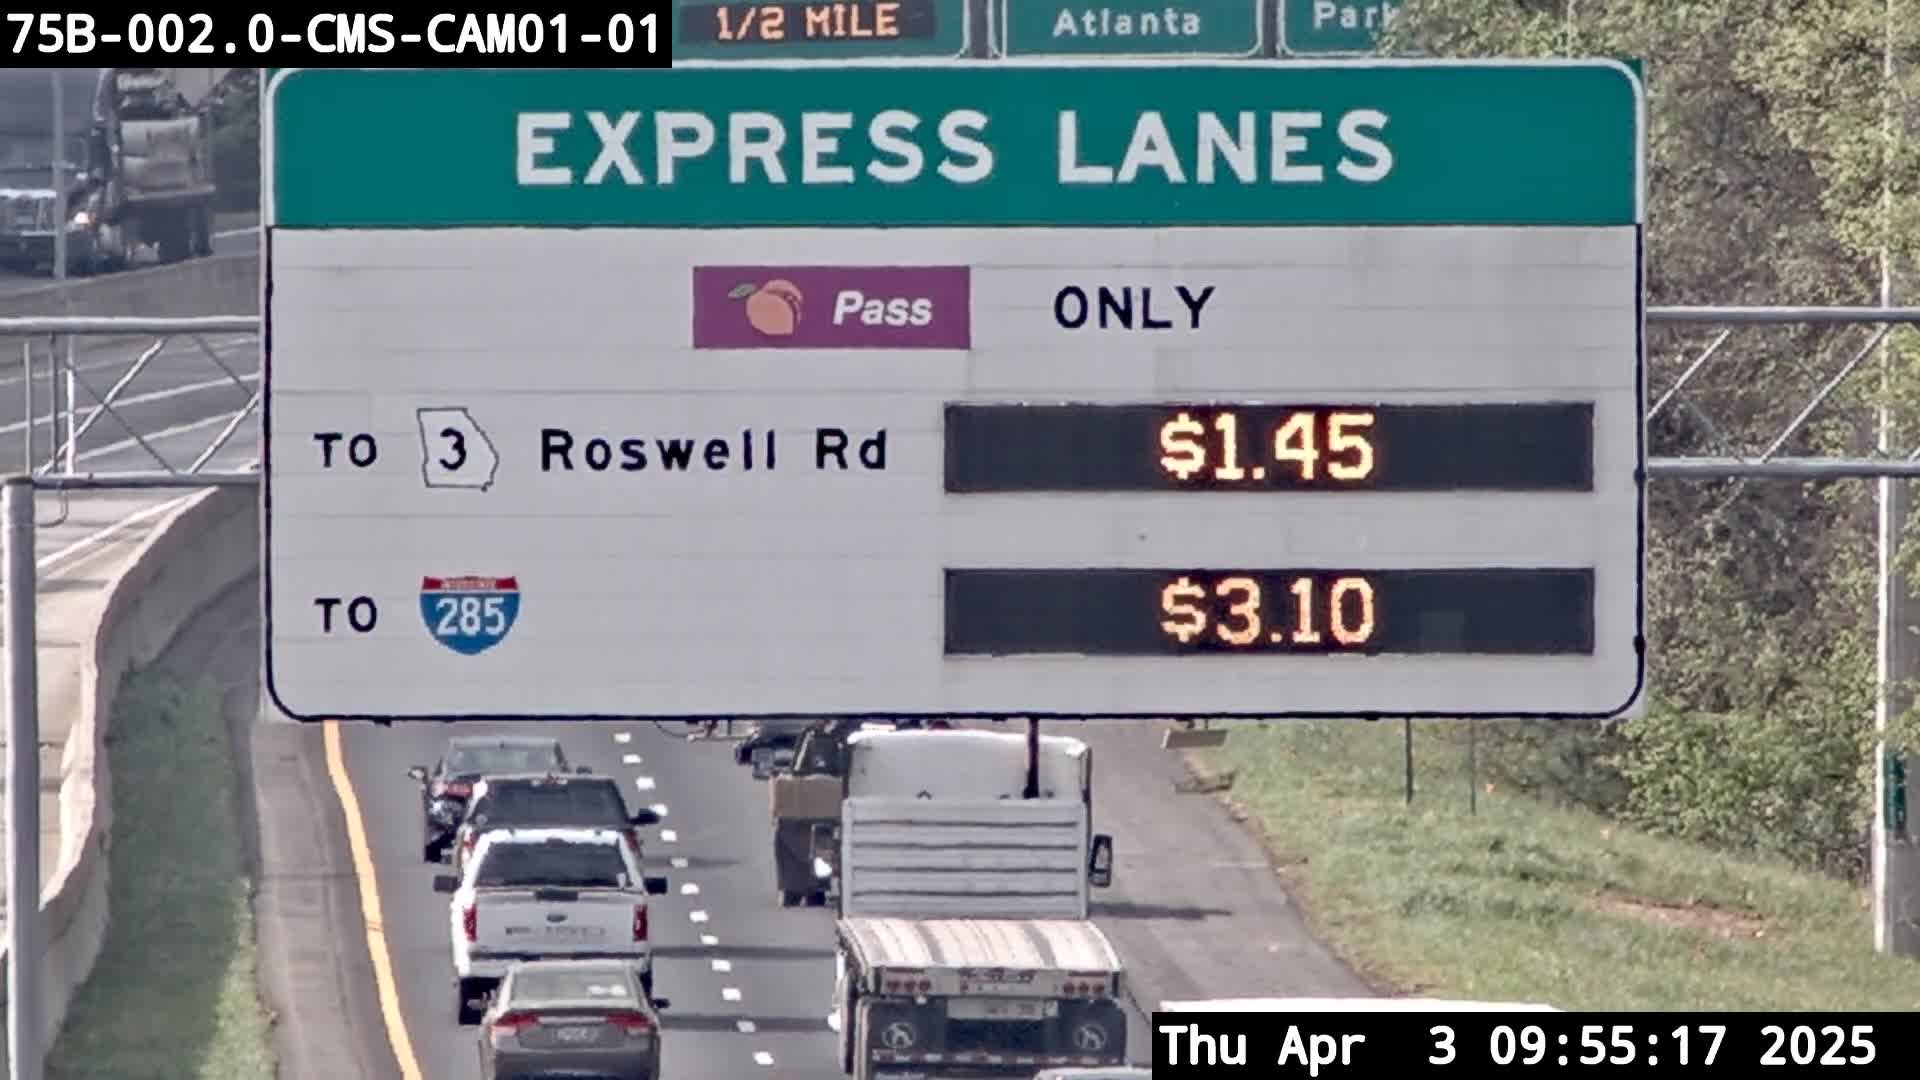 75B-002.0-CMS-CAM01-01
1/2 MILE
Atlanta
Park
EXPRESS LANES
Pass ONLY
TO 3 Roswell Rd $1.45
TO 285 $3.10
Thu Apr 3 09:55:17 2025